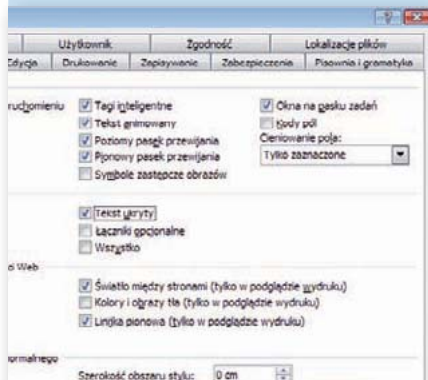 Użytkownik Zgodność Lokalizacje plików
Edycja Drukowanie Zapisywanie Zabezpieczenia Pisownia i gramatyka
ruchomieniu Tagi inteligentne Okna na pasku zadań
Tekst animowany Kody pól
Poziomy pasek przewijania Cieniowanie pola:
Pionowy pasek przewijania Tylko zaznaczone
Symbole zastępcze obrazów
Tekst ukryty
Łączniki opcjonalne
Wszystko
ci Web
Światło między stronami (tylko w podglądzie wydruku)
Kolory i obrazy tła (tylko w podglądzie wydruku)
Linijka pionowa (tylko w podglądzie wydruku)
ormalnego
Szerokość obszaru stylu: 0 cm